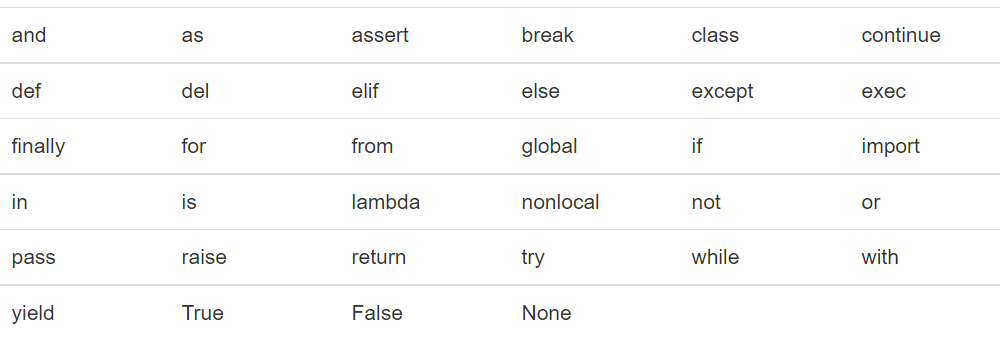 and as assert break class continue
def del elif else except exec
finally for from global if import
in is lambda nonlocal not or
pass raise return try while with
yield True False None